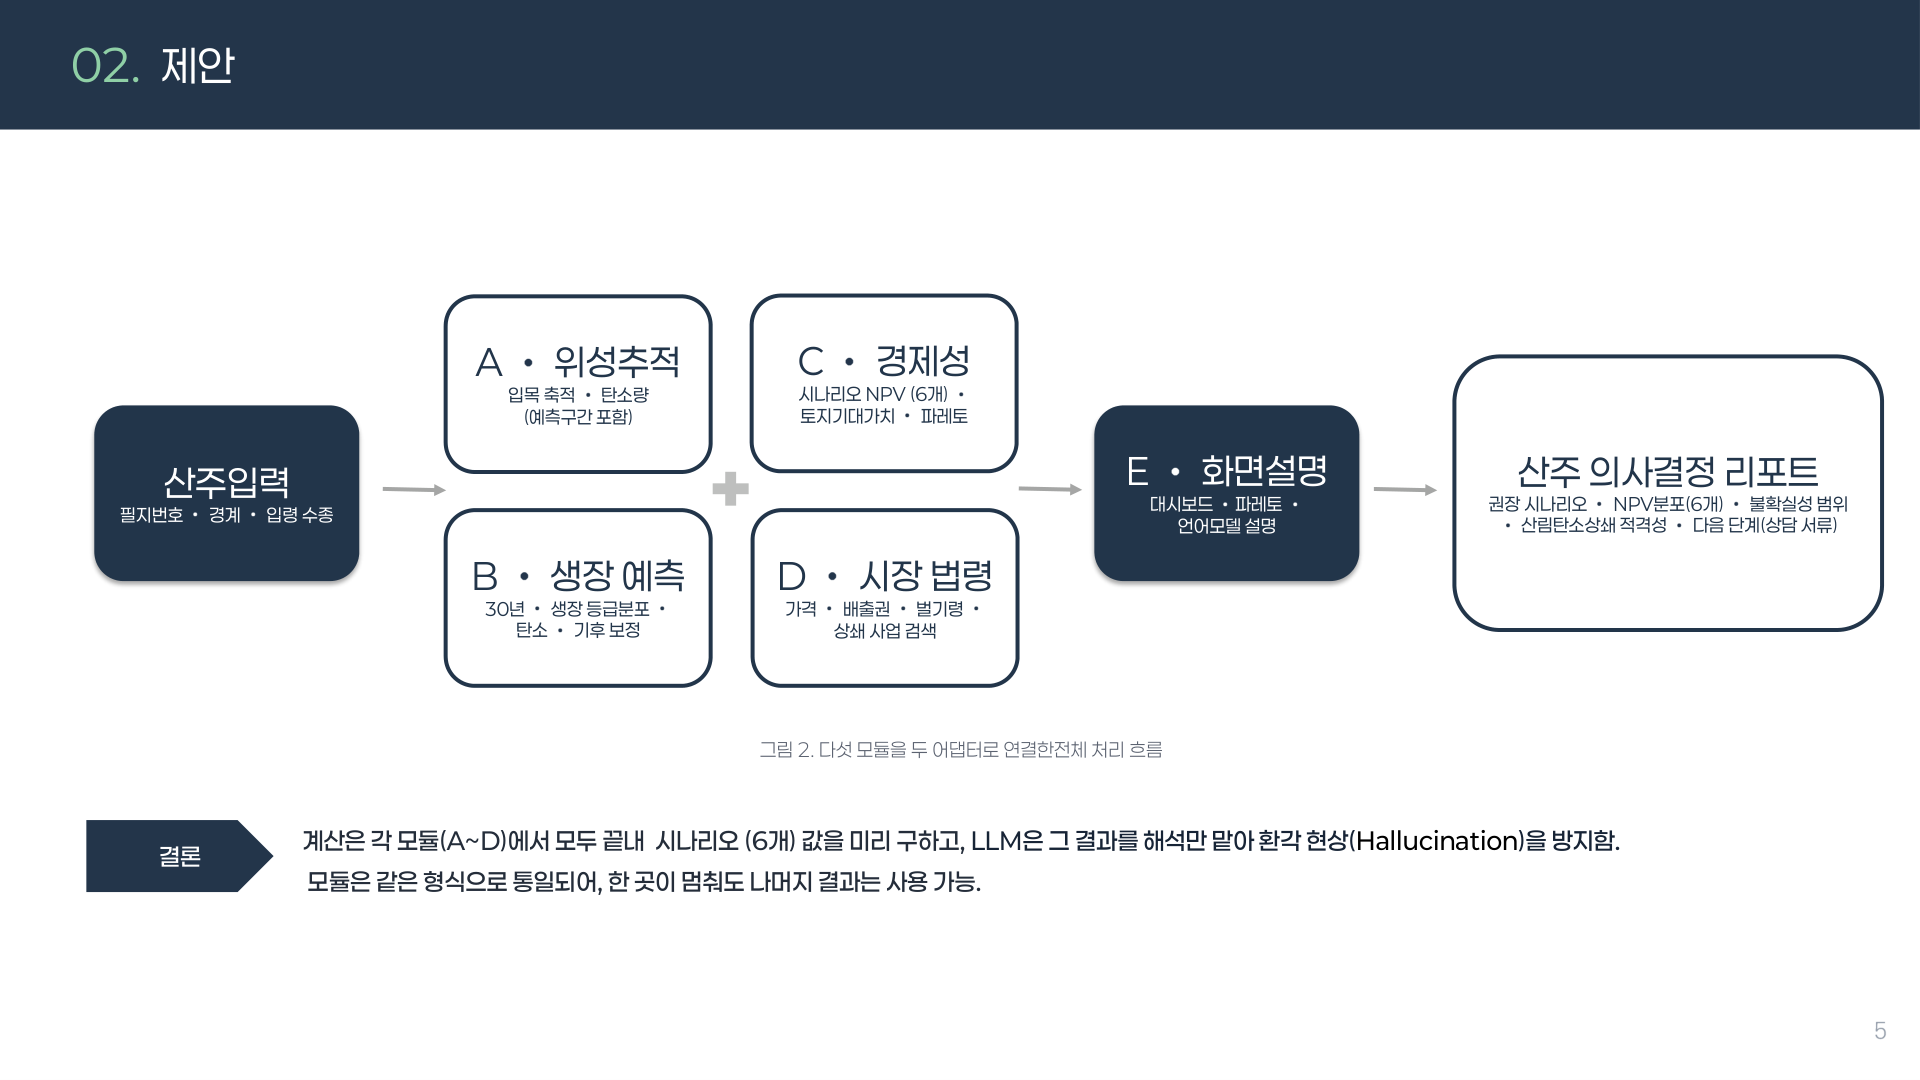 02. 제안
산주입력
필지번호 • 경계 • 입령 수종
A • 위성추적
입목 축적 • 탄소량
(예측구간 포함)
C • 경제성
시나리오 NPV (6개) •
토지기대가치 • 파레토
B • 생장 예측
30년 • 생장 등급분포 •
탄소 • 기후 보정
D • 시장 법령
가격 • 배출권 • 벌기령 •
상쇄 사업 검색
E • 화면설명
대시보드 • 파레토 •
언어모델 설명
산주 의사결정 리포트
권장 시나리오 • NPV분포(6개) • 불확실성 범위
• 산림탄소상쇄 적격성 • 다음 단계(상담 서류)
그림 2. 다섯 모듈을 두 어댑터로 연결한전체 처리 흐름
결론
계산은 각 모듈(A~D)에서 모두 끝내  시나리오 (6개) 값을 미리 구하고, LLM은 그 결과를 해석만 맡아 환각 현상(Hallucination)을 방지함.
모듈은 같은 형식으로 통일되어, 한 곳이 멈춰도 나머지 결과는 사용 가능.
5